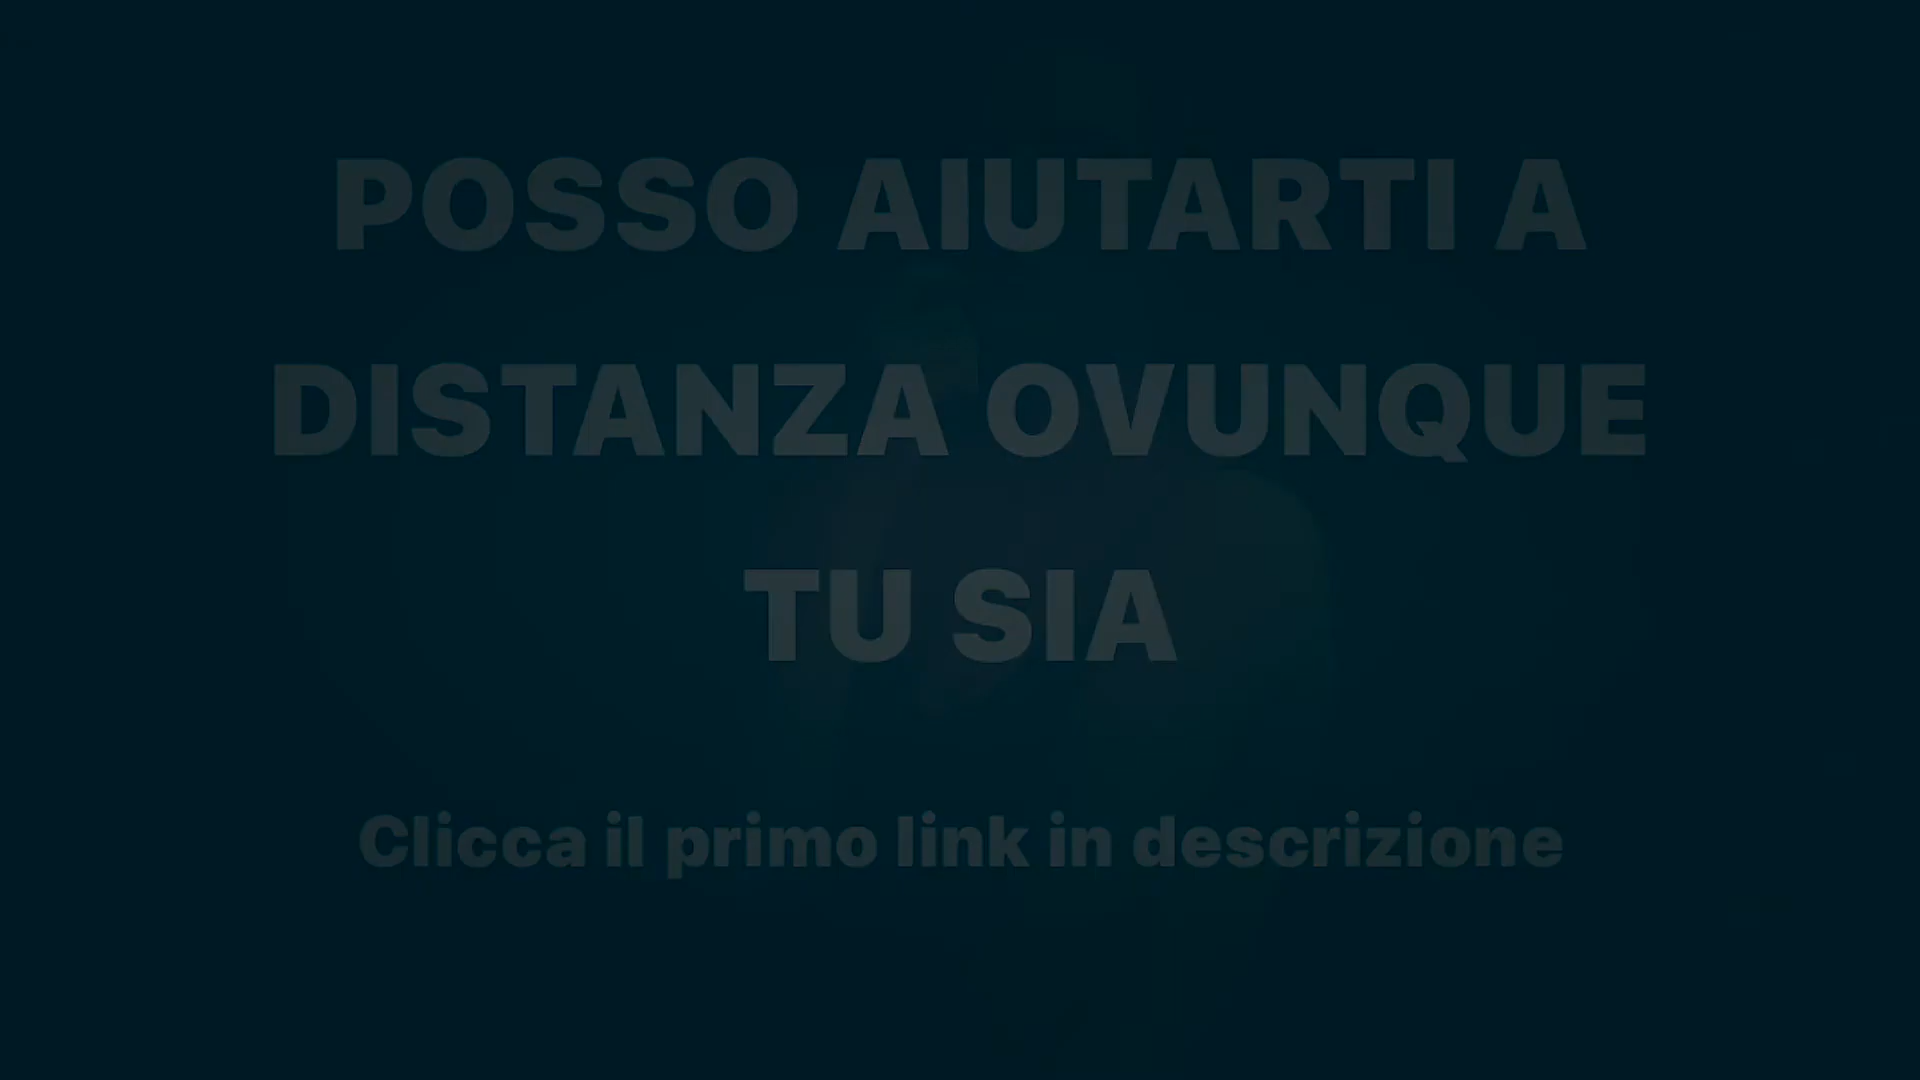 POSSO AIUTARTI A
DISTANZA OVUNQUE
TU SIA
Clicca il primo link in descrizione